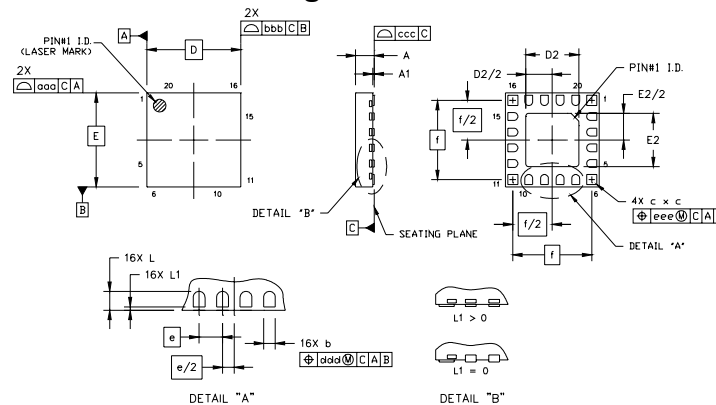 2X
bbb C B
A
D
PIN#1 I.D.
(LASER MARK)
2X
aaa C A
20
16
1
15
E
5
11
6
10
B
ccc C
A
A1
DETAIL "B"
C
SEATING PLANE
D2
D2/2
PIN#1 I.D.
16
20
1
E2/2
f/2
15
f
E2
5
11
10
6
4X c x c
eee Ⓜ C A
f/2
DETAIL "A"
f
16X L
16X L1
e
16X b
ddd Ⓜ C A B
e/2
DETAIL "A"
L1 > 0
L1 = 0
DETAIL "B"